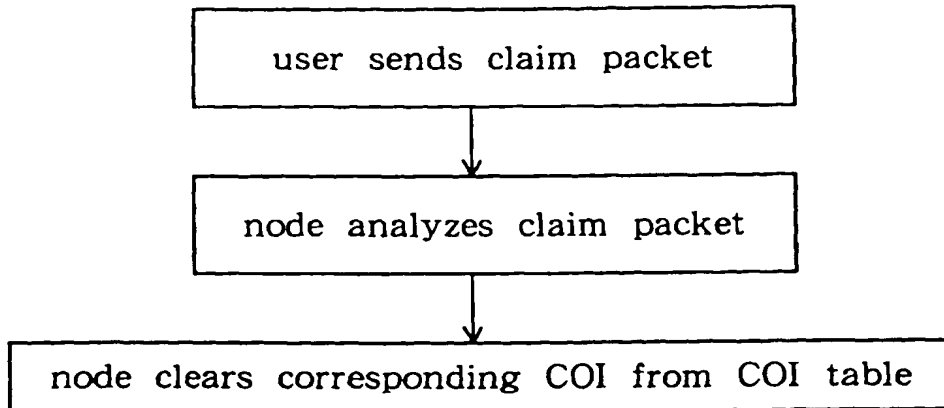 user sends claim packet
node analyzes claim packet
node clears corresponding COI from COI table